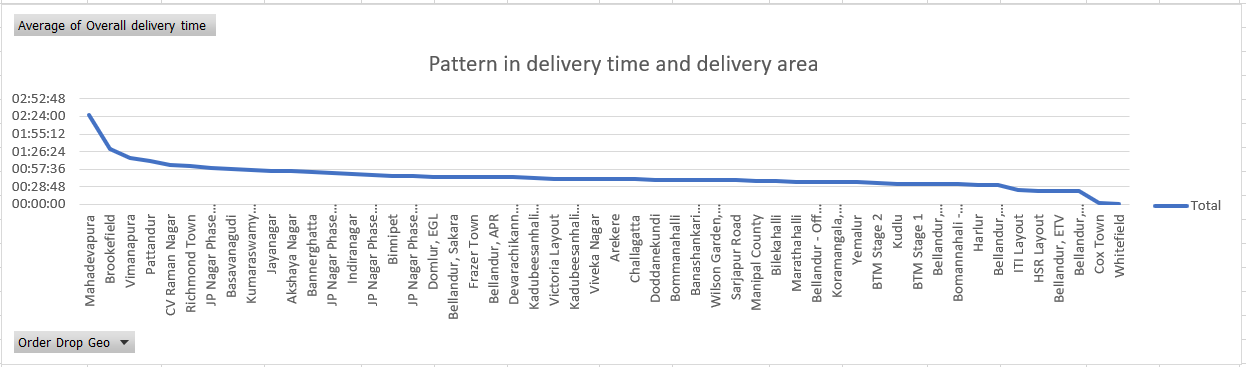 Average of Overall delivery time
Pattern in delivery time and delivery area
02:52:48
02:24:00
01:55:12
01:26:24
00:57:36
00:28:48
00:00:00
Mahadevapura
Brookefield
Vimanapura
Pattandur
CV Raman Nagar
Richmond Town
JP Nagar Phase...
Basavanagudi
Kumaraswamy...
Jayanagar
Akshaya Nagar
Bannerghatta
JP Nagar Phase...
Indiranagar
JP Nagar Phase...
Binnipet
JP Nagar Phase...
Domlur, EGL
Bellandur, Sakara
Frazer Town
Bellandur, APR
Devarachikann...
Kadubeesanhali...
Victoria Layout
Kadubeesanhali...
Viveka Nagar
Arekere
Challagatta
Doddanekundi
Bommanahalli
Banashankari...
Wilson Garden,...
Sarjapur Road
Manipal County
Bilekahalli
Marathahalli
Bellandur - Off...
Koramangala,...
Yemalur
BTM Stage 2
Kudlu
BTM Stage 1
Bellandur,...
Bomannahali -...
Harlur
Bellandur,...
ITI Layout
HSR Layout
Bellandur, ETV
Bellandur,...
Cox Town
Whitefield
Total
Order Drop Geo